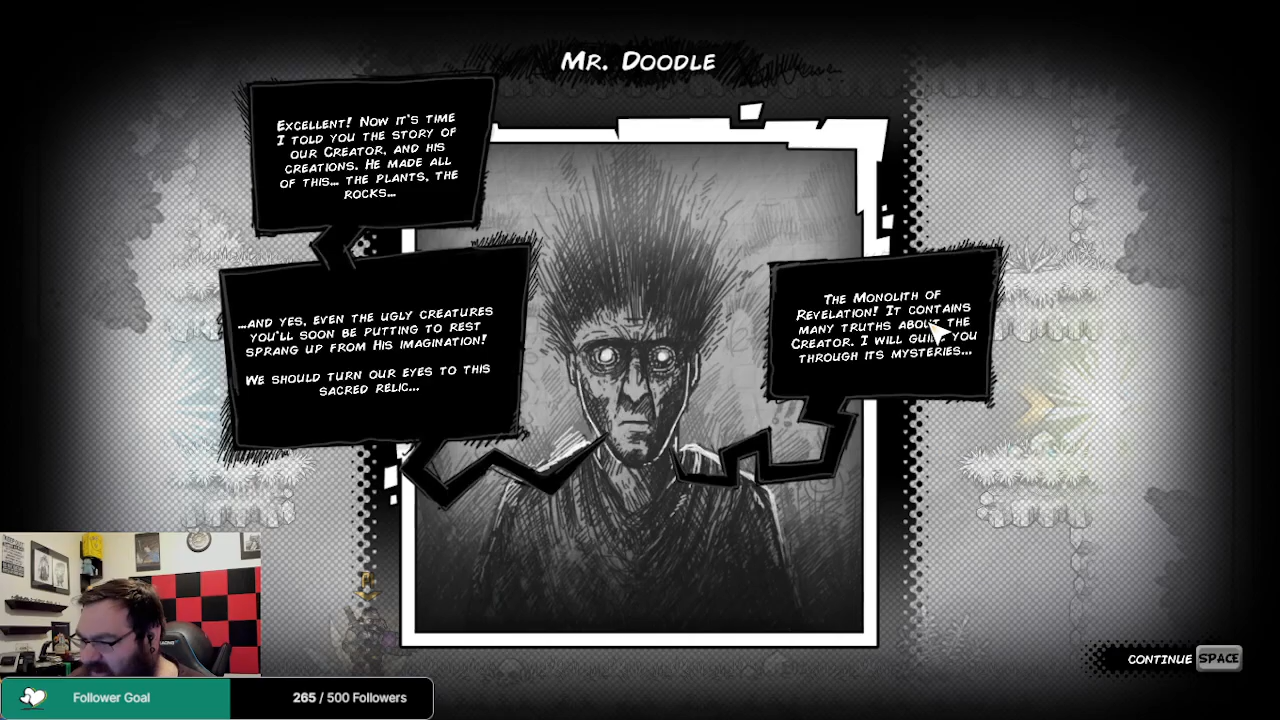 Mr. Doodle
Excellent! Now it's time
I told you the story of
our Creator, and his
creations. He made all
of this... the plants, the
rocks...
...and yes, even the ugly creatures
you'll soon be putting to rest
sprang up from His imagination!
We should turn our eyes to this
sacred relic...
The Monolith of
Revelation! It contains
many truths about the
Creator. I will guide you
through its mysteries...
Continue SPACE
Follower Goal
265 / 500 Followers